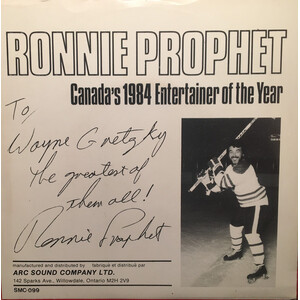 RONNIE PROPHET
Canada's 1984 Entertainer of the Year
To
Wayne Gretzky
the greatest of
them all!
Ronnie Prophet
manufactured and distributed by fabriqué et distribué par
ARC SOUND COMPANY LTD.
142 Sparks Ave., Willowdale, Ontario M2H 2V9
SMC 099